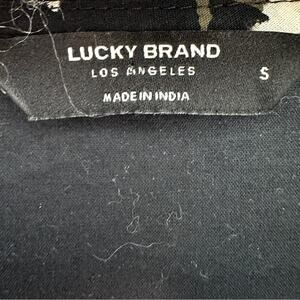 LUCKY BRAND
LOS ANGELES
S
MADE IN INDIA